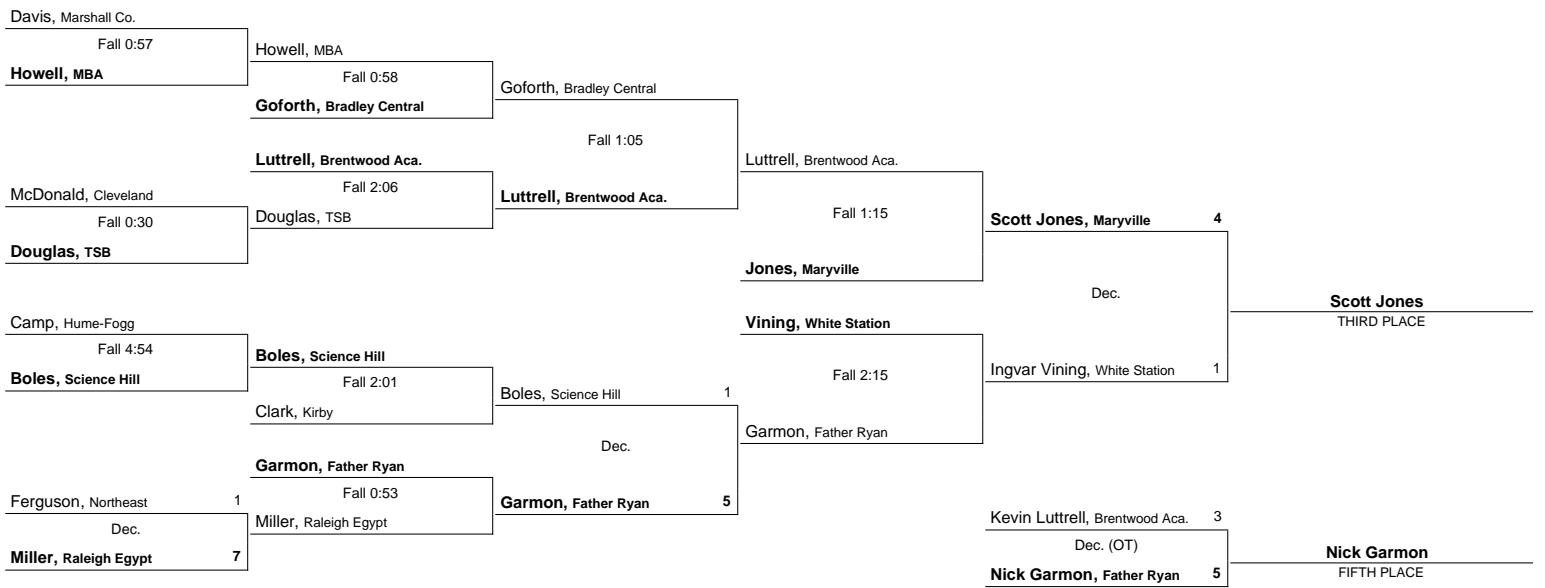 Davis, Marshall Co.
Fall 0:57
Howell, MBA
McDonald, Cleveland
Fall 0:30
Douglas, TSB
Camp, Hume-Fogg
Fall 4:54
Boles, Science Hill
Ferguson, Northeast 1
Dec.
Miller, Raleigh Egypt 7
Howell, MBA
Fall 0:58
Goforth, Bradley Central
Luttrell, Brentwood Aca.
Fall 2:06
Douglas, TSB
Boles, Science Hill
Fall 2:01
Clark, Kirby
Garmon, Father Ryan
Fall 0:53
Miller, Raleigh Egypt
Goforth, Bradley Central
Fall 1:05
Luttrell, Brentwood Aca.
Boles, Science Hill 1
Dec.
Garmon, Father Ryan 5
Luttrell, Brentwood Aca.
Fall 1:15
Jones, Maryville
Vining, White Station
Fall 2:15
Garmon, Father Ryan
Scott Jones, Maryville 4
Dec.
Ingvar Vining, White Station 1
Scott Jones
THIRD PLACE
Kevin Luttrell, Brentwood Aca. 3
Dec. (OT)
Nick Garmon, Father Ryan 5
Nick Garmon
FIFTH PLACE